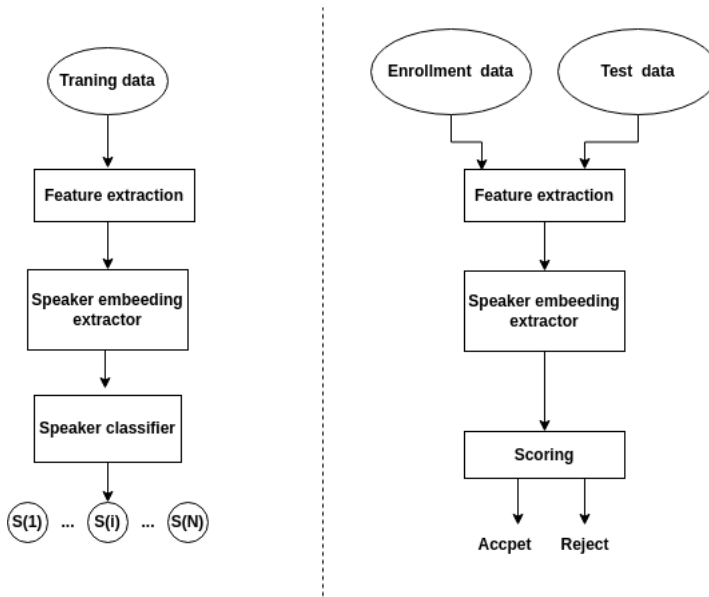 Traning data
Feature extraction
Speaker embeeding
extractor
Speaker classifier
S(1) ... S(i) ... S(N)
Enrollment data
Test data
Feature extraction
Speaker embeeding
extractor
Scoring
Accpet
Reject